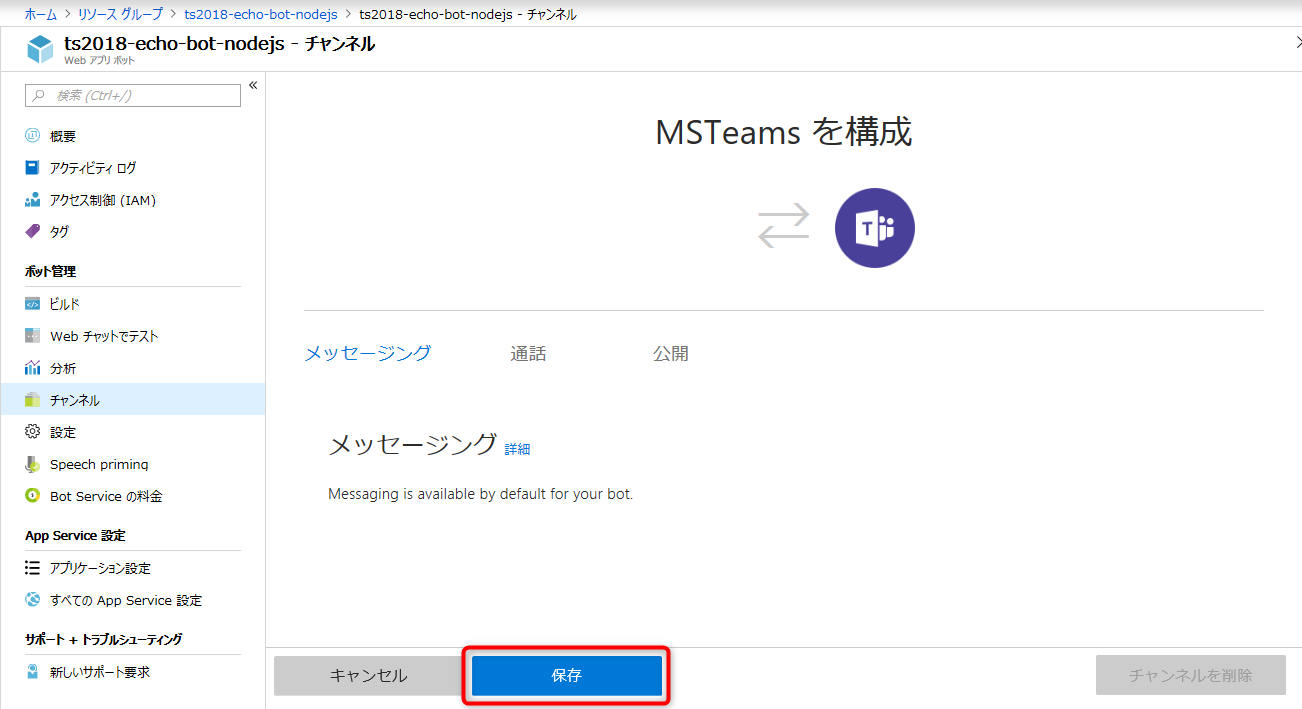 ホーム > リソース グループ > ts2018-echo-bot-nodejs > ts2018-echo-bot-nodejs - チャンネル
ts2018-echo-bot-nodejs - チャンネル
Web アプリ ボット
検索 (Ctrl+/)
概要
アクティビティ ログ
アクセス制御 (IAM)
タグ
ボット管理
ビルド
Web チャットでテスト
分析
チャンネル
設定
Speech priming
Bot Service の料金
App Service 設定
アプリケーション設定
すべての App Service 設定
サポート + トラブルシューティング
新しいサポート要求
MSTeams を構成
T
メッセージング 通話 公開
メッセージング 詳細
Messaging is available by default for your bot.
キャンセル 保存 チャンネルを削除